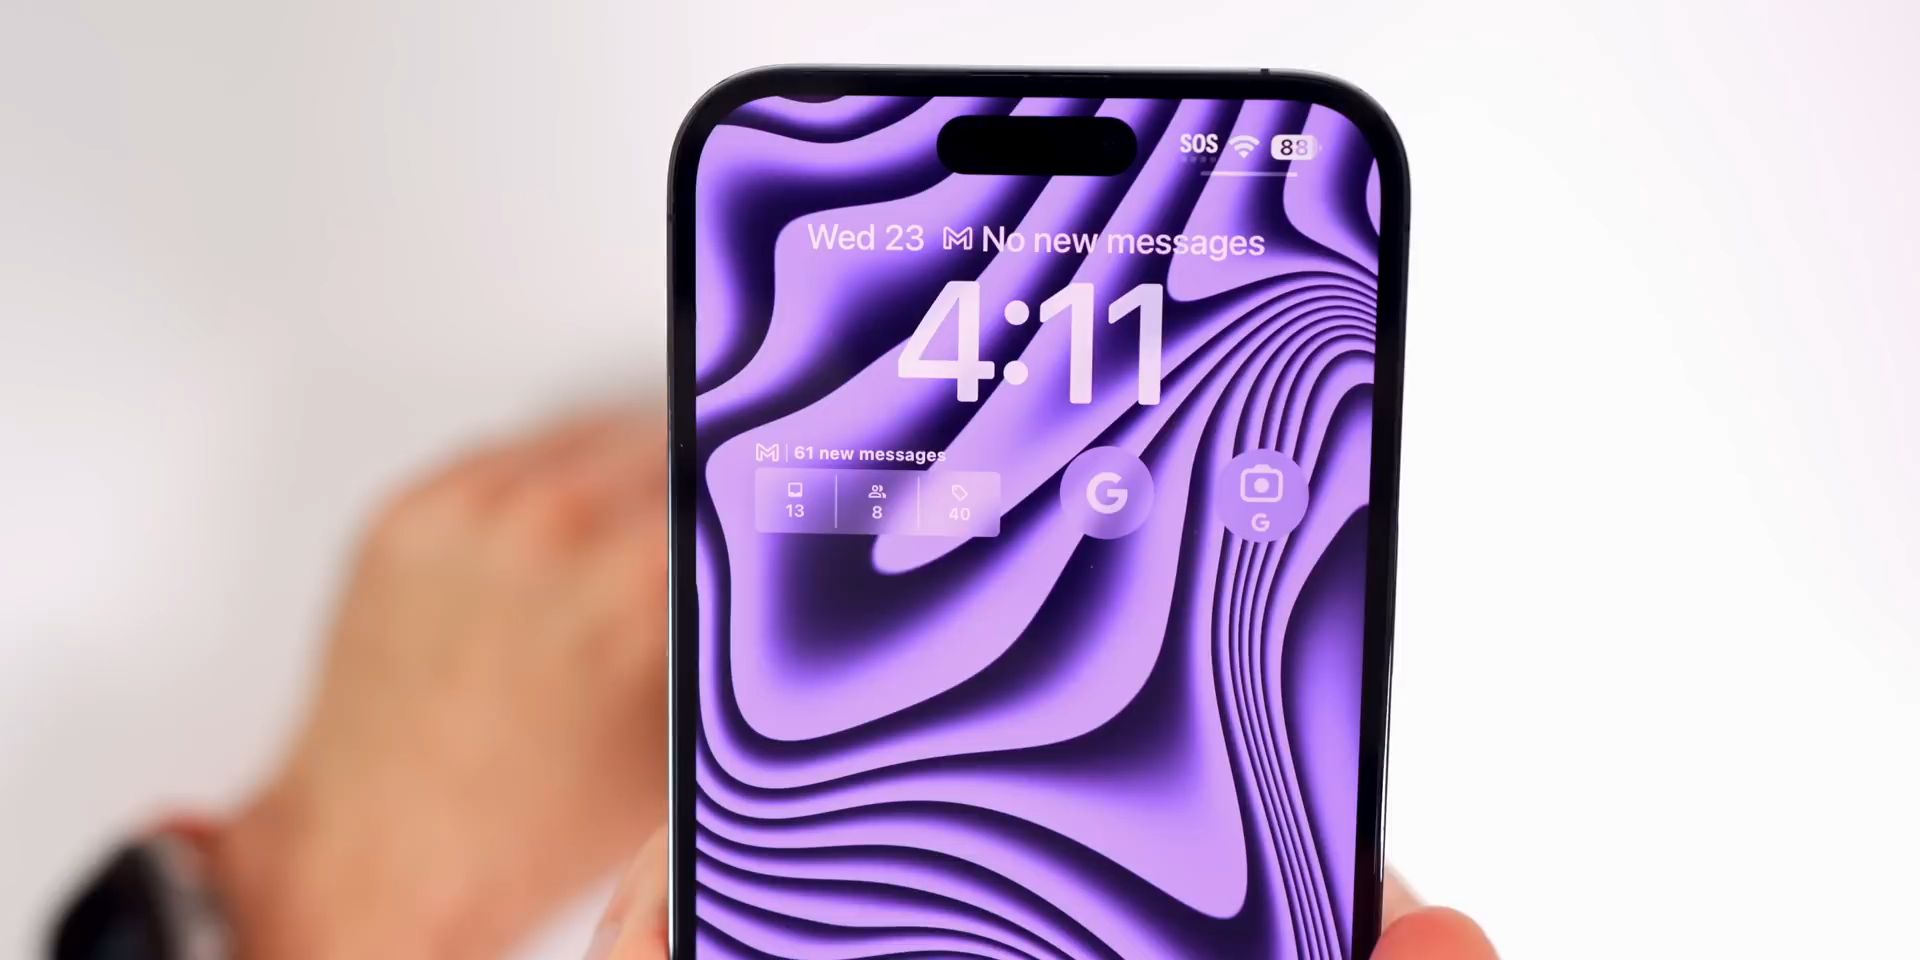 SOS 88
Wed 23 No new messages
4:11
61 new messages
13 8 40
G
G